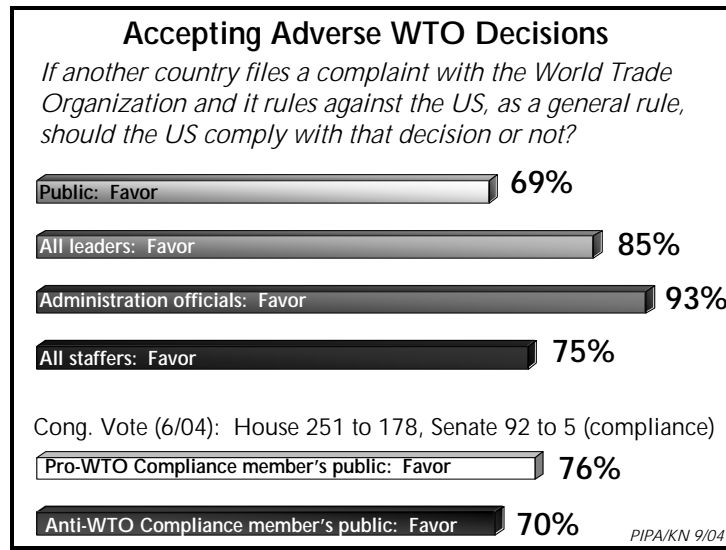 Accepting Adverse WTO Decisions
If another country files a complaint with the World Trade
Organization and it rules against the US, as a general rule,
should the US comply with that decision or not?
Public: Favor 69%
All leaders: Favor 85%
Administration officials: Favor 93%
All staffers: Favor 75%
Cong. Vote (6/04): House 251 to 178, Senate 92 to 5 (compliance)
Pro-WTO Compliance member's public: Favor 76%
Anti-WTO Compliance member's public: Favor 70%
PIPA/KN 9/04